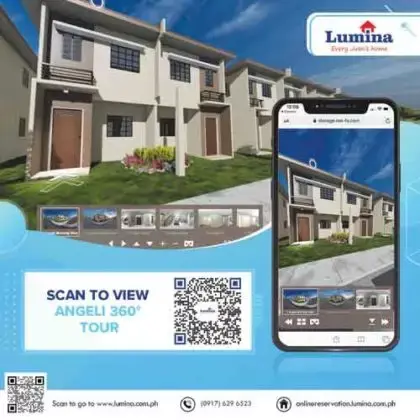 Lumina
Every Juan's home
SCAN TO VIEW
ANGELI 360°
TOUR
Scan to go to www.lumina.com.ph
(0917) 629 6523
onlinereservation.lumina.com.ph